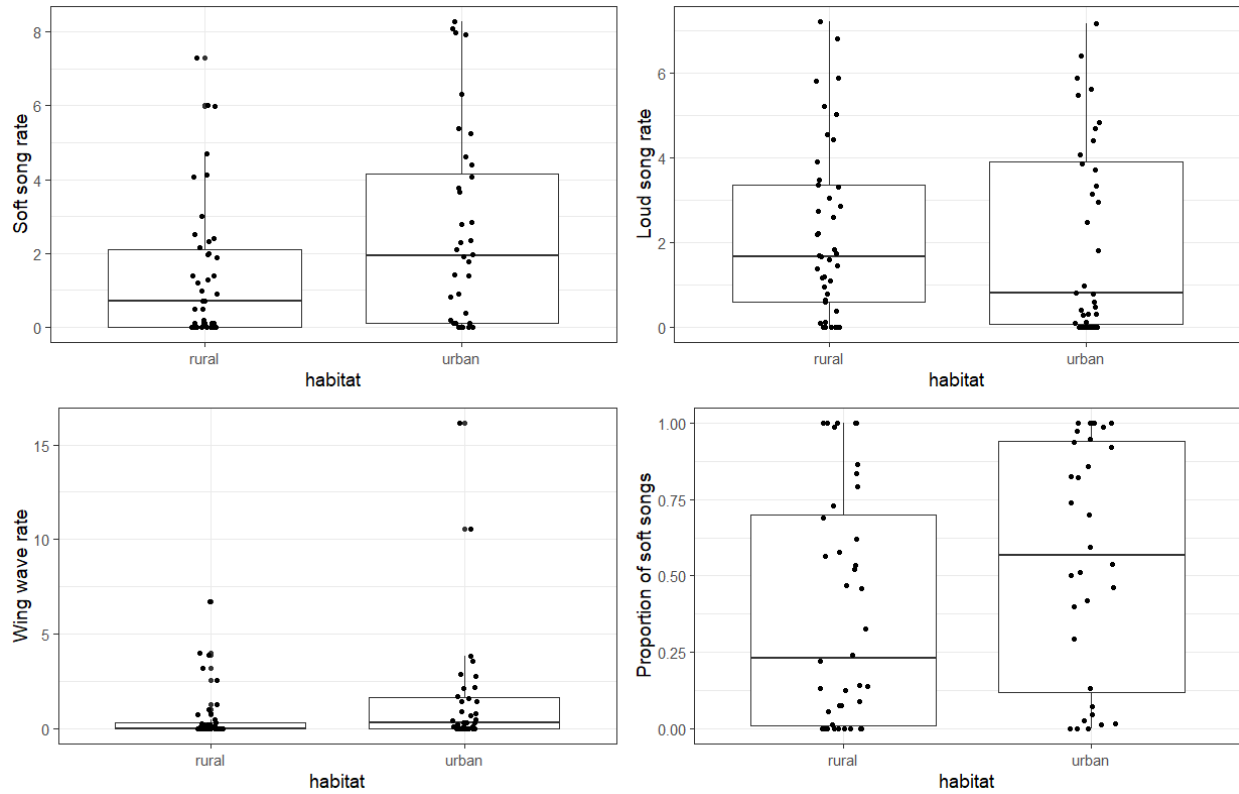 Soft song rate
8
6
4
2
0
rural
urban
habitat
Loud song rate
6
4
2
0
rural
urban
habitat
Wing wave rate
15
10
5
0
rural
urban
habitat
Proportion of soft songs
1.00
0.75
0.50
0.25
0.00
rural
urban
habitat